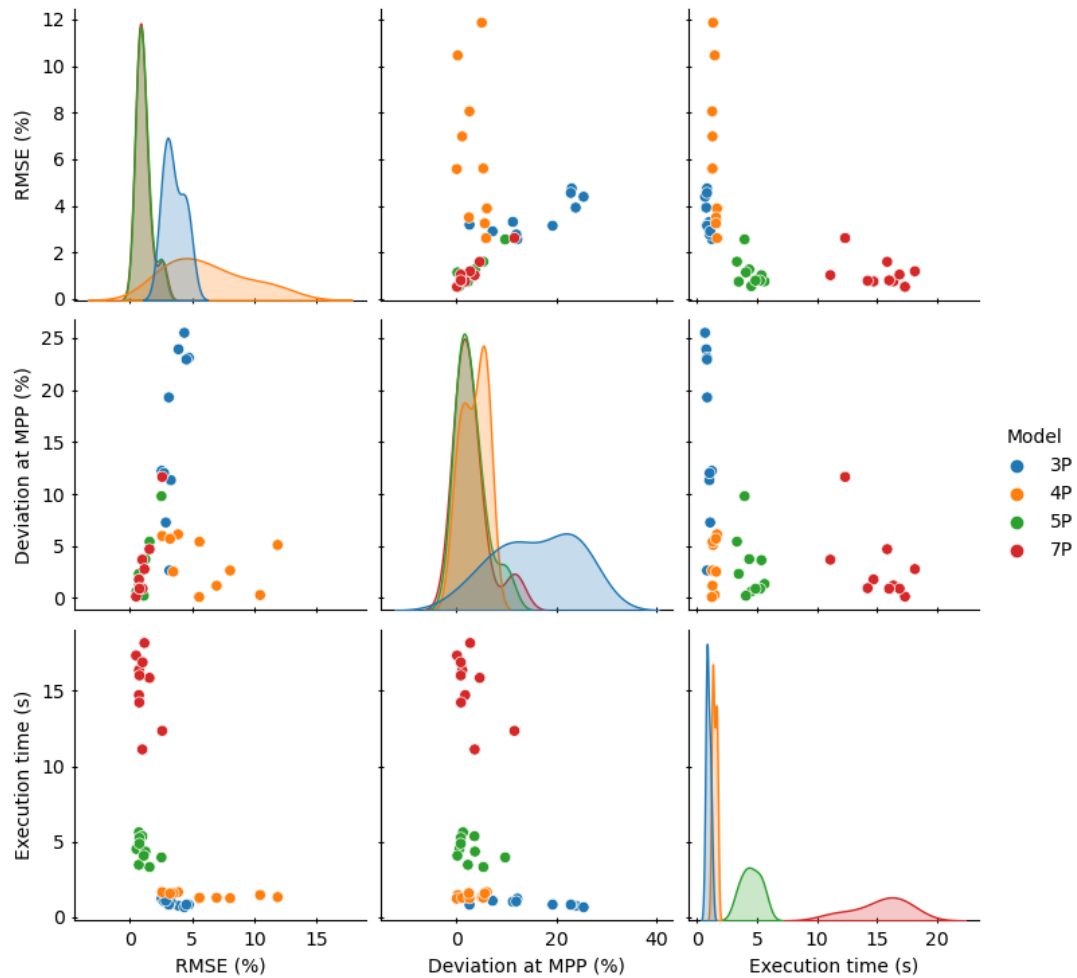 12
10
8
6
4
2
0
RMSE (%)
25
20
15
10
5
0
Deviation at MPP (%)
Model
3P
4P
5P
7P
15
10
5
0
Execution time (s)
0 5 10 15
0 20 40
0 5 10 15 20
RMSE (%)
Deviation at MPP (%)
Execution time (s)